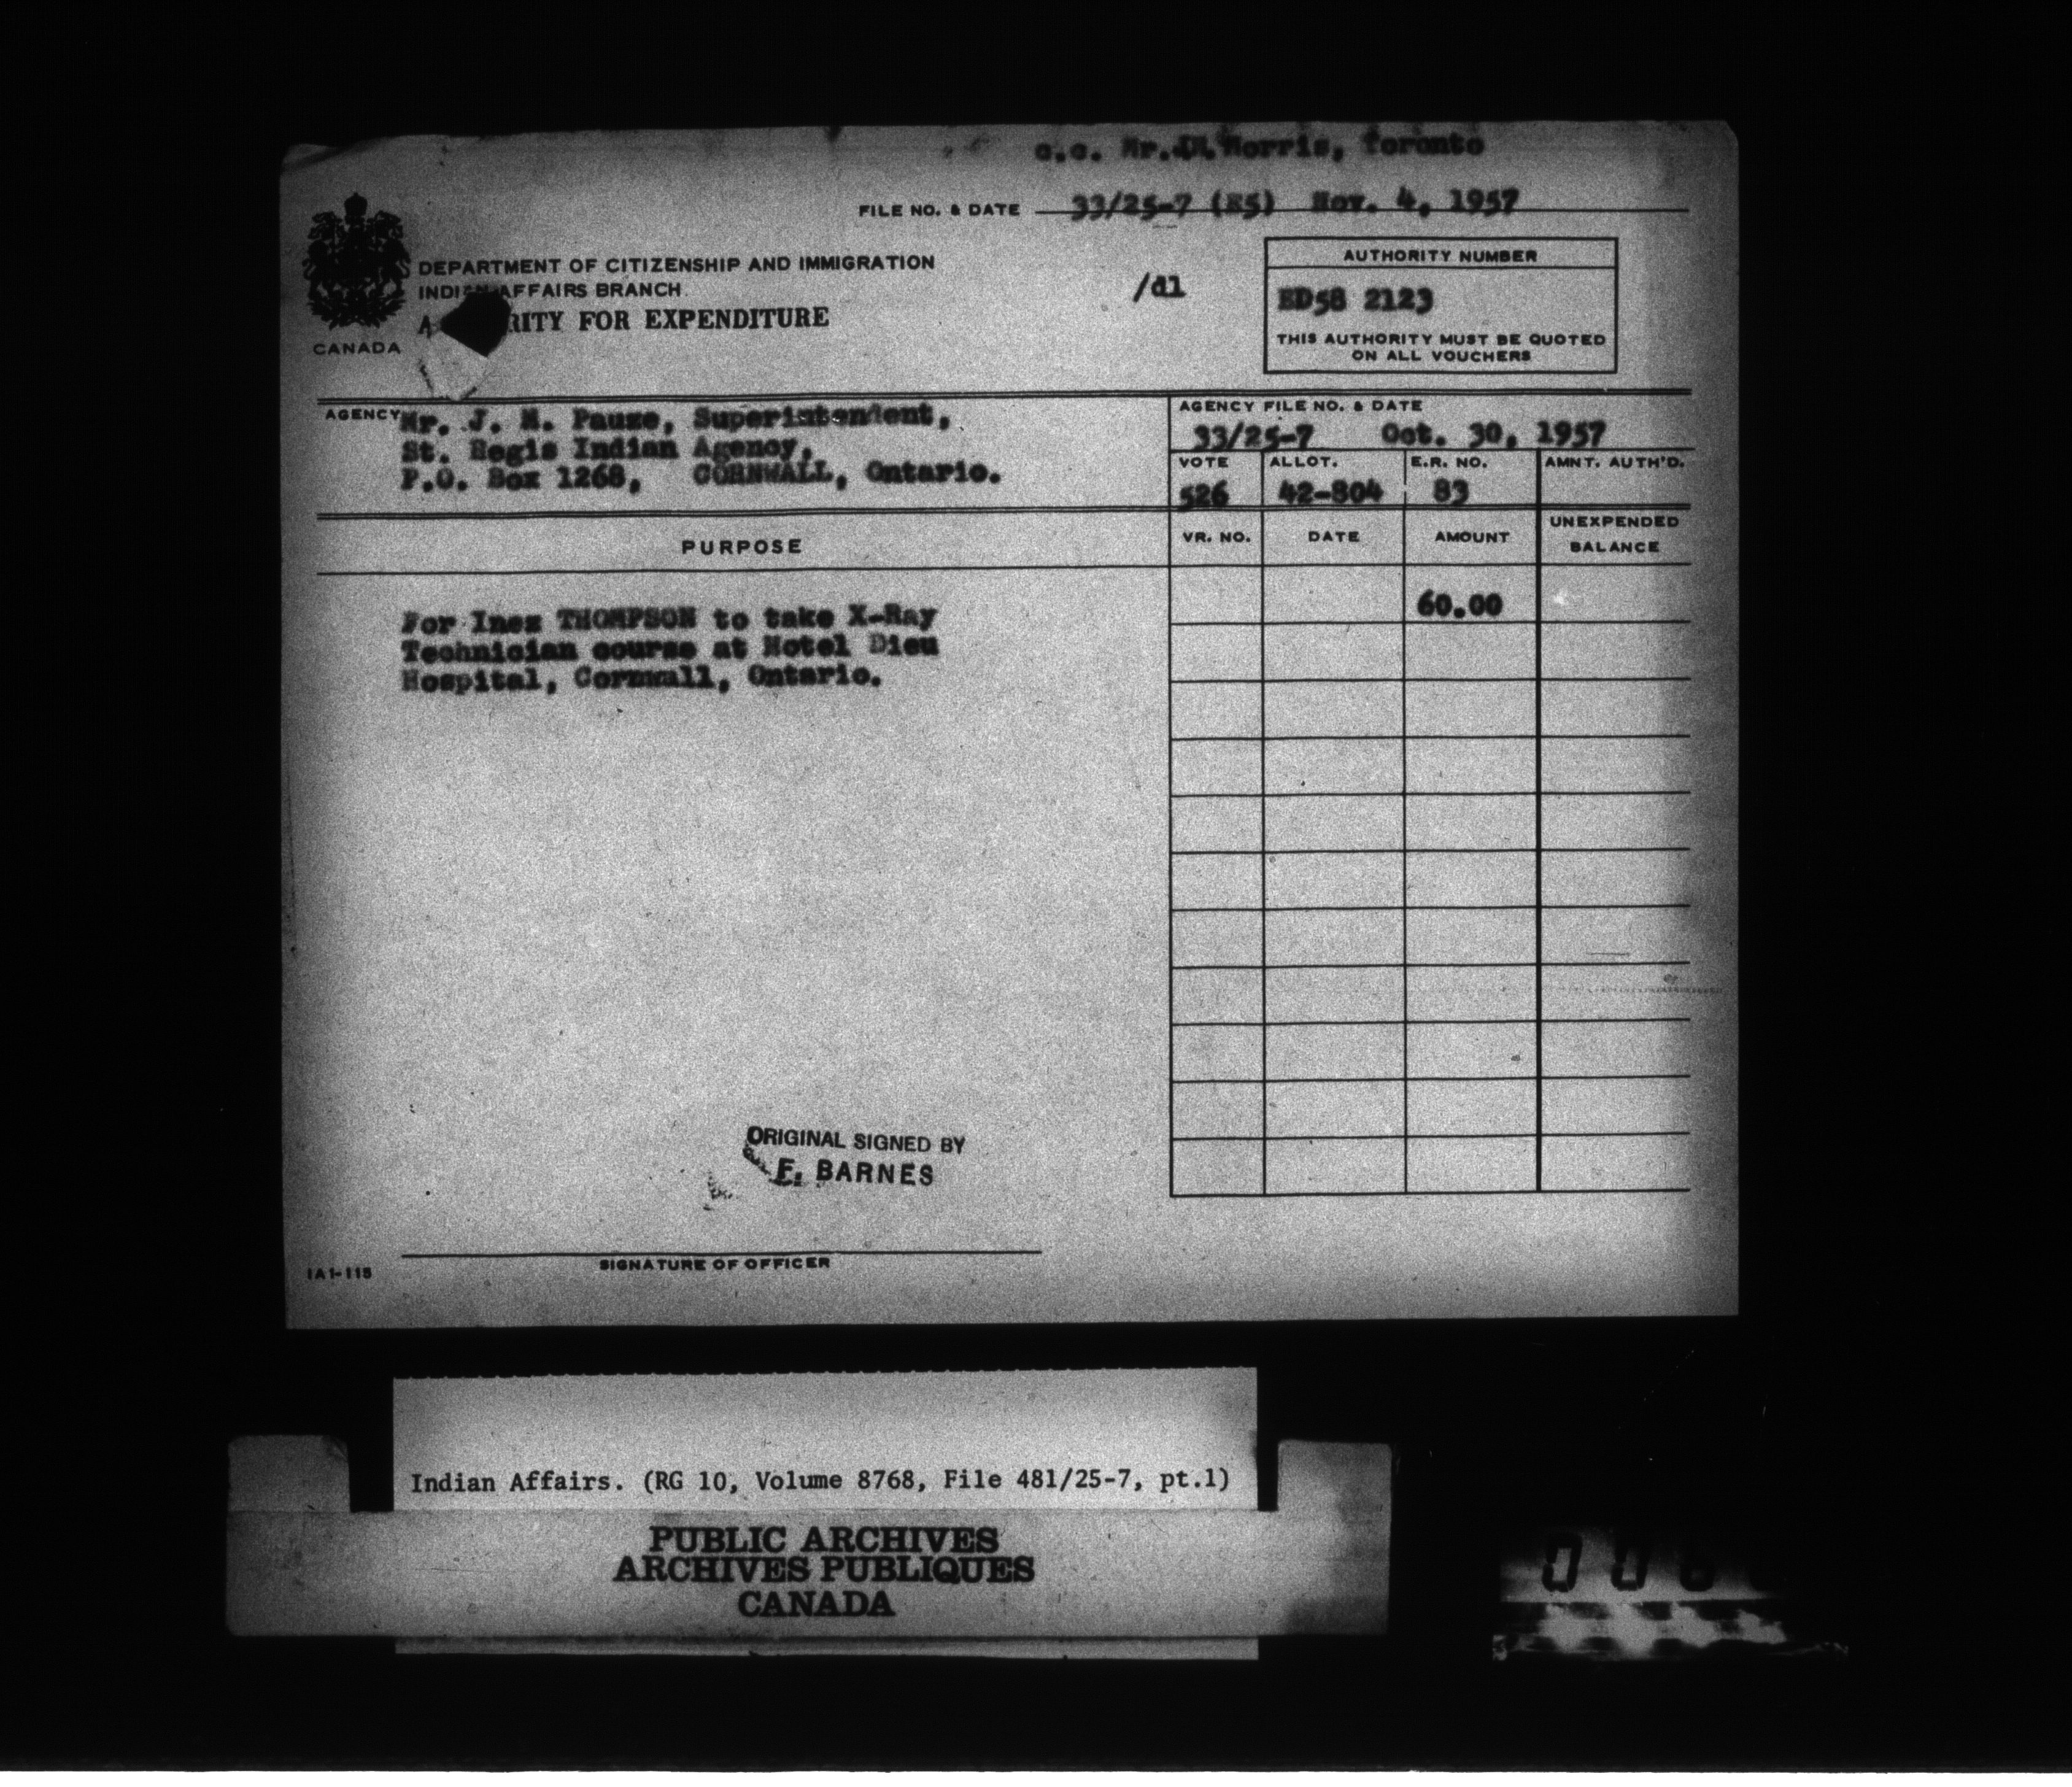 c.c. Mr. Morris, Toronto
FILE NO. & DATE 33/25-7 (E5) Nov. 4, 1957
DEPARTMENT OF CITIZENSHIP AND IMMIGRATION
INDIAN AFFAIRS BRANCH
/dl
A RITY FOR EXPENDITURE
CANADA
AUTHORITY NUMBER
ED58 2123
THIS AUTHORITY MUST BE QUOTED
ON ALL VOUCHERS
AGENCY Mr. J. N. Pauze, Superintendent,
St. Regis Indian Agency,
P.O. Box 1268, CORNWALL, Ontario.
AGENCY FILE NO. & DATE
33/25-7 Oct. 30, 1957
VOTE ALLOT. E.R. NO. AMNT. AUTH'D.
526 42-804 83
PURPOSE
VR. NO. DATE AMOUNT UNEXPENDED BALANCE
60.00
For Inez THOMPSON to take X-Ray
Technician course at Hotel Dieu
Hospital, Cornwall, Ontario.
ORIGINAL SIGNED BY
F. BARNES
SIGNATURE OF OFFICER
IA1-115
Indian Affairs. (RG 10, Volume 8768, File 481/25-7, pt.1)
PUBLIC ARCHIVES
ARCHIVES PUBLIQUES
CANADA